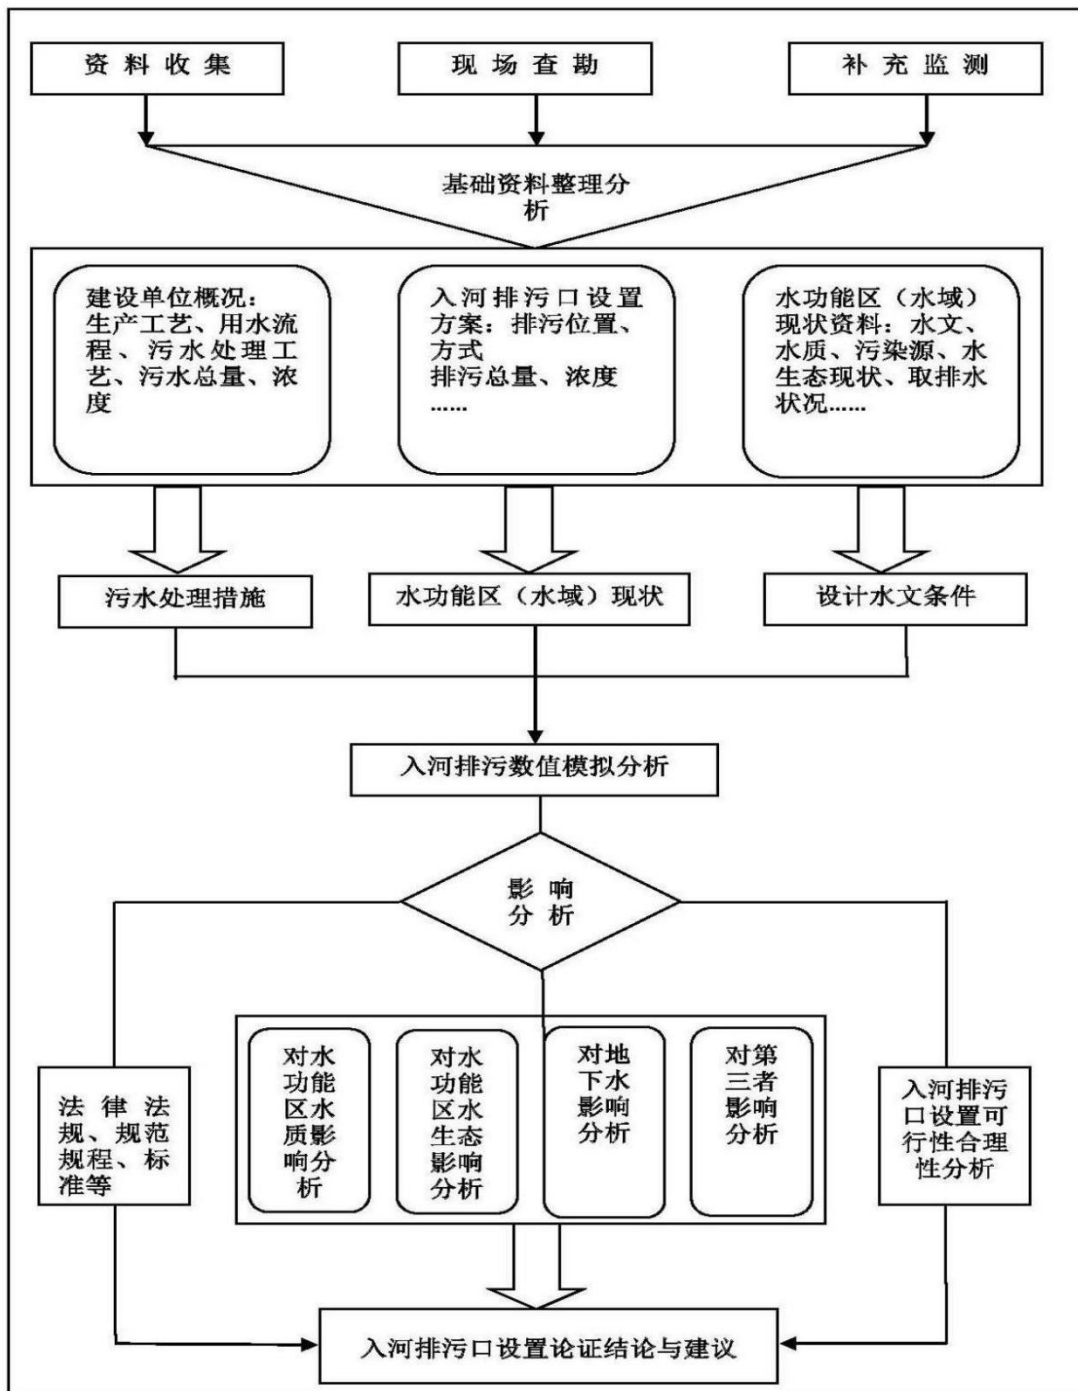 资料收集
现场查勘
补充监测
基础资料整理分
析
建设单位概况：
生产工艺、用水流
程、污水处理工
艺、污水总量、浓
度
入河排污口设置
方案：排污位置、
方式
排污总量、浓度
……
水功能区（水域）
现状资料：水文、
水质、污染源、水
生态现状、取排水
状况……
污水处理措施
水功能区（水域）现状
设计水文条件
入河排污数值模拟分析
影响
分析
法律法
规、规范
规程、标
准等
对水
功能
区水
质影
响分
析
对水
功能
区水
生态
影响
分析
对地
下水
影响
分析
对第
三者
影响
分析
入河排污
口设置可
行性合理
性分析
入河排污口设置论证结论与建议